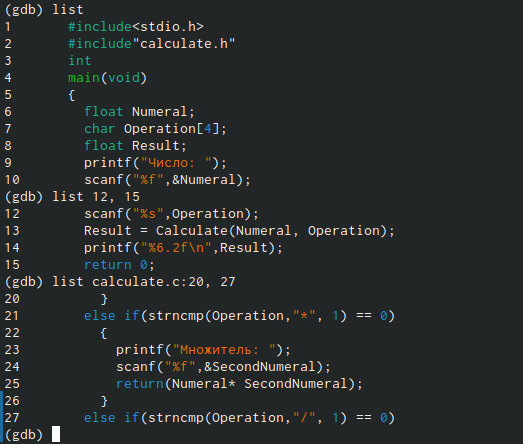 (gdb) list
1       #include<stdio.h>
2       #include"calculate.h"
3       int
4       main(void)
5       {
6         float Numeral;
7         char Operation[4];
8         float Result;
9         printf("Число: ");
10        scanf("%f",&Numeral);
(gdb) list 12, 15
12        scanf("%s",Operation);
13        Result = Calculate(Numeral, Operation);
14        printf("%6.2f\n",Result);
15        return 0;
(gdb) list calculate.c:20, 27
20          }
21        else if(strncmp(Operation,"*", 1) == 0)
22          {
23            printf("Множитель: ");
24            scanf("%f",&SecondNumeral);
25            return(Numeral* SecondNumeral);
26          }
27        else if(strncmp(Operation,"/", 1) == 0)
(gdb)